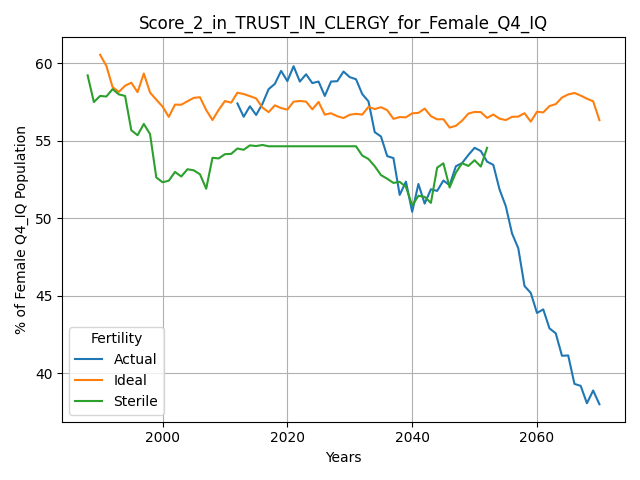 Score_2_in_TRUST_IN_CLERGY_for_Female_Q4_IQ
% of Female Q4_IQ Population
60
55
50
45
40
Fertility
Actual
Ideal
Sterile
2000 2020 2040 2060
Years